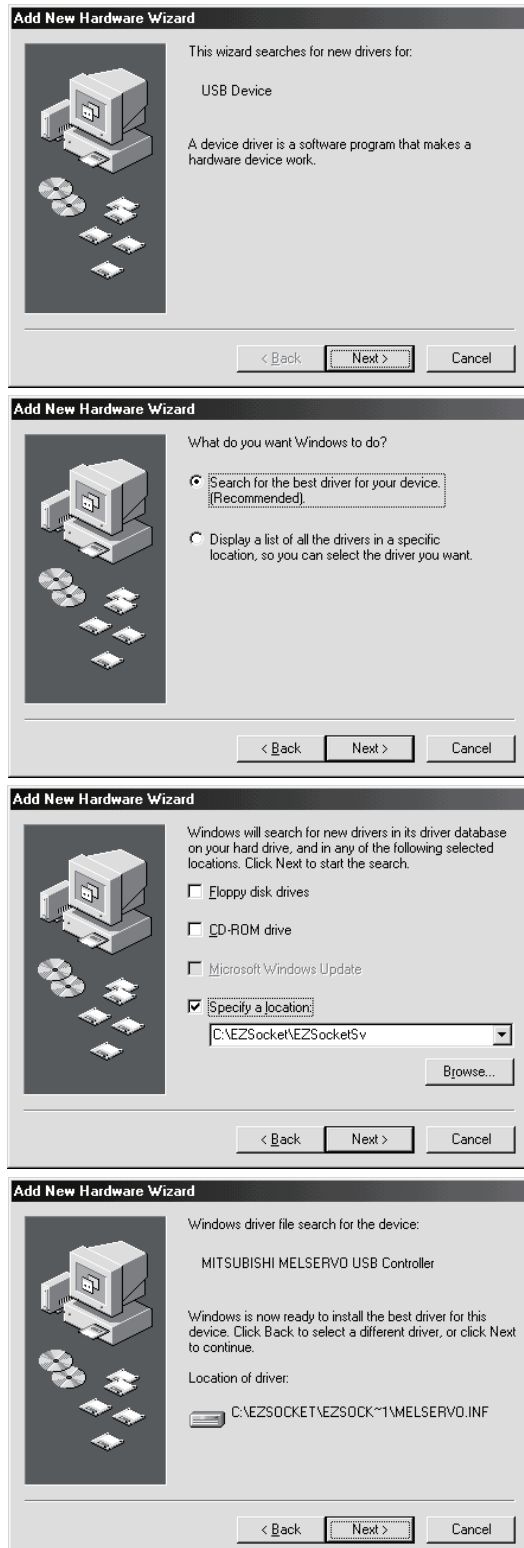 Add New Hardware Wizard
This wizard searches for new drivers for:
USB Device
A device driver is a software program that makes a
hardware device work.
< Back
Next >
Cancel
Add New Hardware Wizard
What do you want Windows to do?
Search for the best driver for your device.
(Recommended).
Display a list of all the drivers in a specific
location, so you can select the driver you want.
< Back
Next >
Cancel
Add New Hardware Wizard
Windows will search for new drivers in its driver database
on your hard drive, and in any of the following selected
locations. Click Next to start the search.
Floppy disk drives
CD-ROM drive
Microsoft Windows Update
Specify a location:
C:\EZSocket\EZSocketSv
Browse...
< Back
Next >
Cancel
Add New Hardware Wizard
Windows driver file search for the device:
MITSUBISHI MELSERVO USB Controller
Windows is now ready to install the best driver for this
device. Click Back to select a different driver, or click Next
to continue.
Location of driver:
C:\EZSOCKET\EZSOCK~1\MELSERVO.INF
< Back
Next >
Cancel